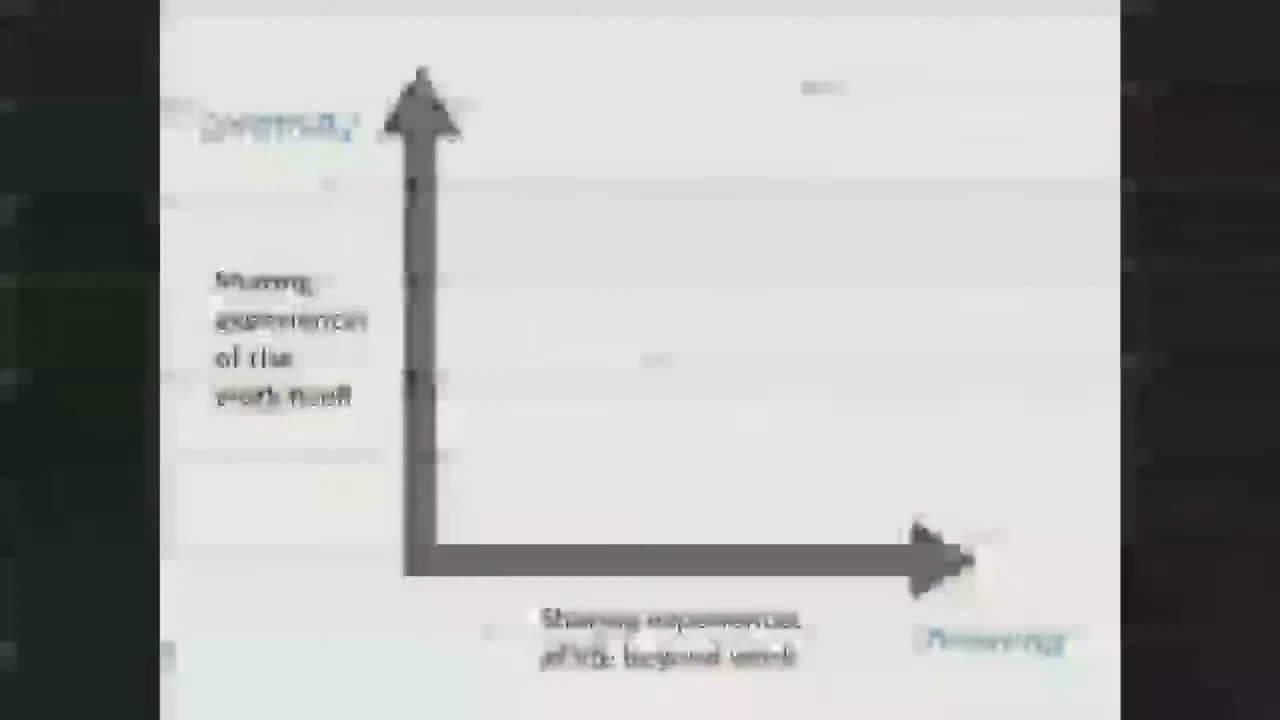 Sharing
experiences
of the
work itself
Sharing experiences
of life beyond work